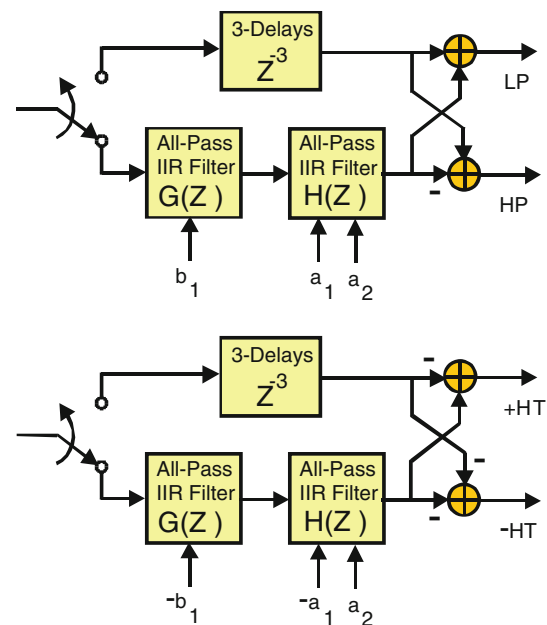 3-Delays
Z-3
LP
All-Pass
IIR Filter
G(Z )
All-Pass
IIR Filter
H(Z )
-
HP
b1
a1
a2
3-Delays
Z-3
-
+HT
All-Pass
IIR Filter
G(Z )
All-Pass
IIR Filter
H(Z )
-
-
-HT
-b1
-a1
a2